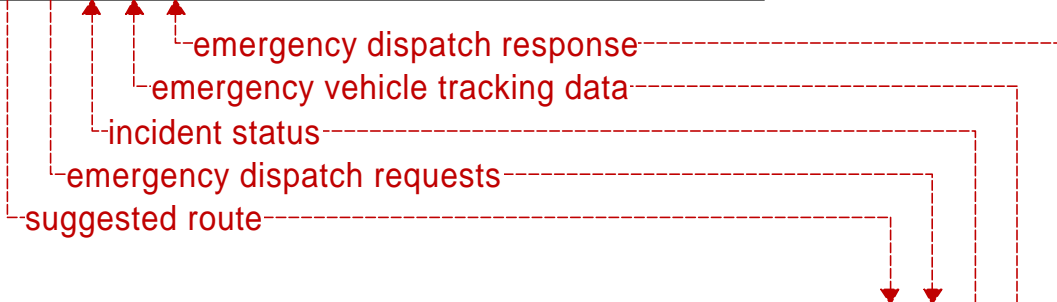 emergency dispatch response
emergency vehicle tracking data
incident status
emergency dispatch requests
suggested route